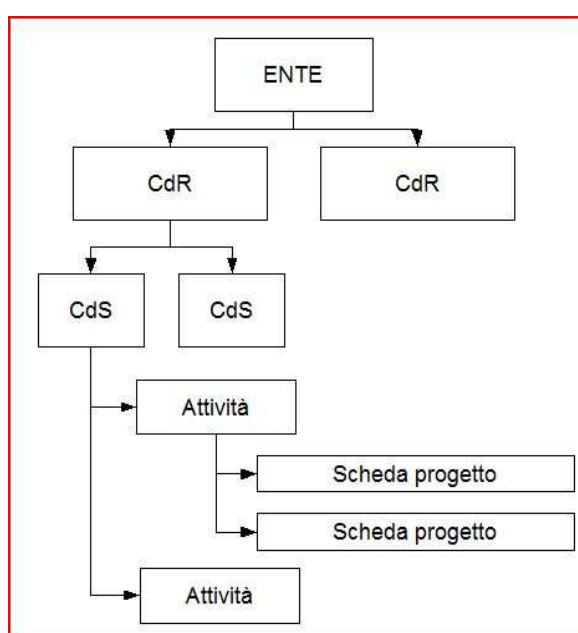 ENTE
CdR
CdR
CdS
CdS
Attività
Scheda progetto
Scheda progetto
Attività